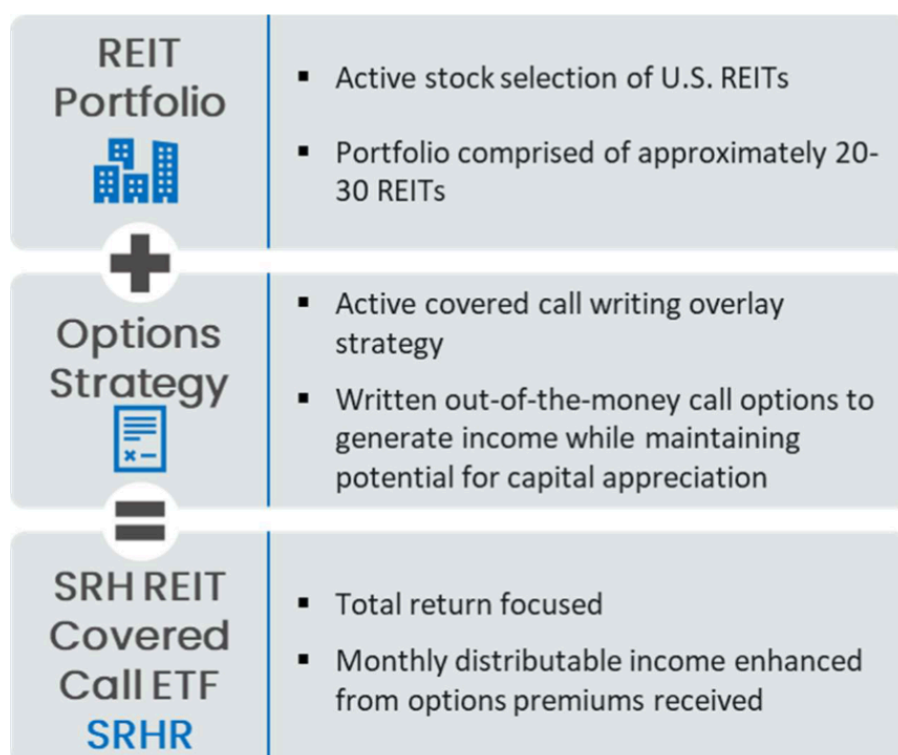 REIT
Portfolio
▪ Active stock selection of U.S. REITs
▪ Portfolio comprised of approximately 20-
30 REITs
Options
Strategy
▪ Active covered call writing overlay
strategy
▪ Written out-of-the-money call options to
generate income while maintaining
potential for capital appreciation
SRH REIT
Covered
Call ETF
SRHR
▪ Total return focused
▪ Monthly distributable income enhanced
from options premiums received